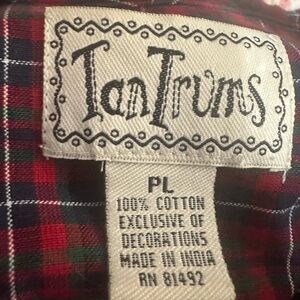 TanTrums
PL
100% COTTON
EXCLUSIVE OF
DECORATIONS
MADE IN INDIA
RN 81492